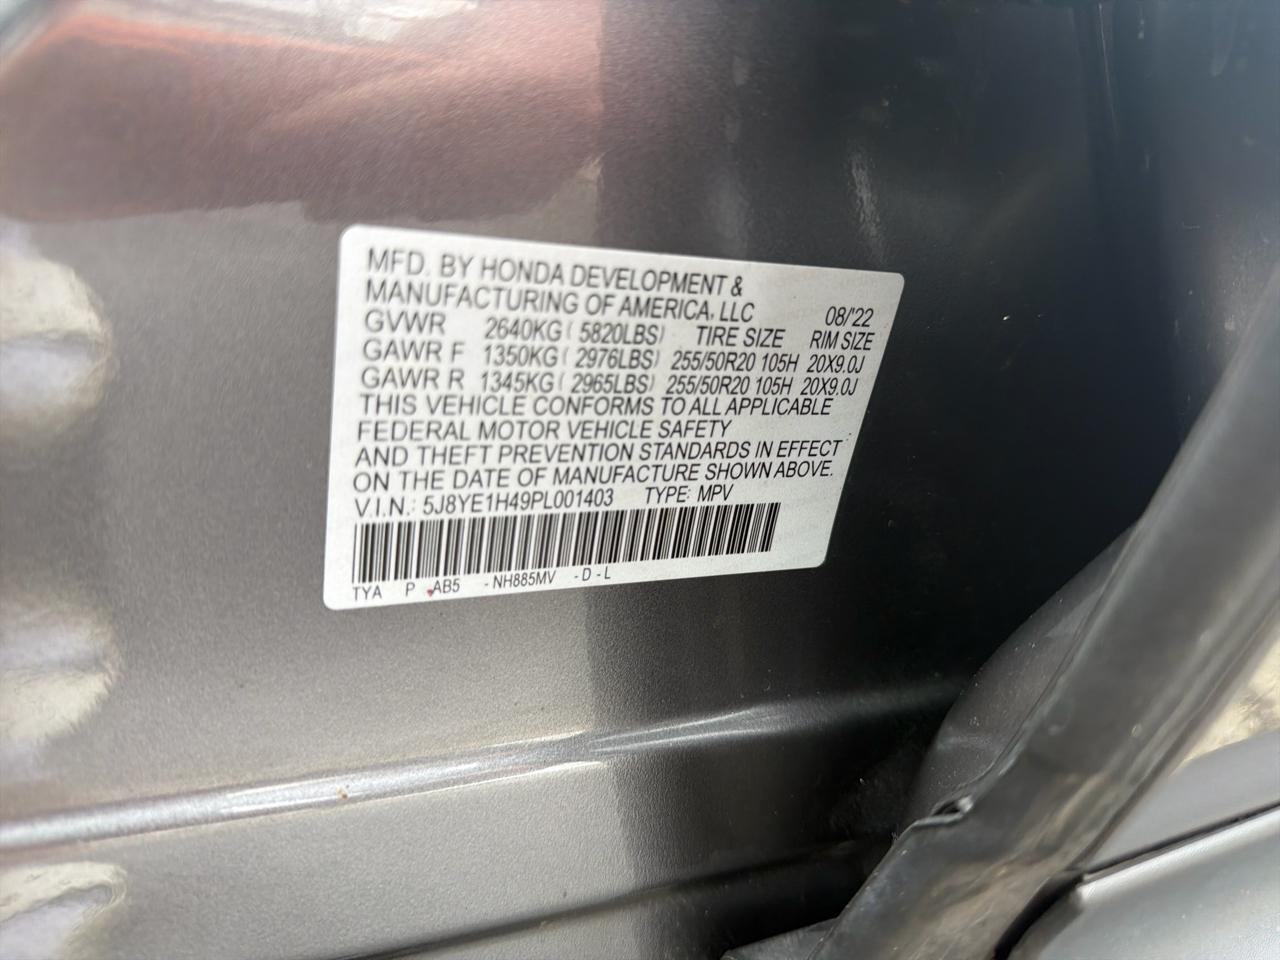 MFD. BY HONDA DEVELOPMENT &
MANUFACTURING OF AMERICA, LLC 08/'22
GVWR 2640KG ( 5820LBS) TIRE SIZE RIM SIZE
GAWR F 1350KG ( 2976LBS) 255/50R20 105H 20X9.0J
GAWR R 1345KG ( 2965LBS) 255/50R20 105H 20X9.0J
THIS VEHICLE CONFORMS TO ALL APPLICABLE
FEDERAL MOTOR VEHICLE SAFETY
AND THEFT PREVENTION STANDARDS IN EFFECT
ON THE DATE OF MANUFACTURE SHOWN ABOVE.
V.I.N.: 5J8YE1H49PL001403 TYPE: MPV
TYA P AB5 - NH885MV - D - L